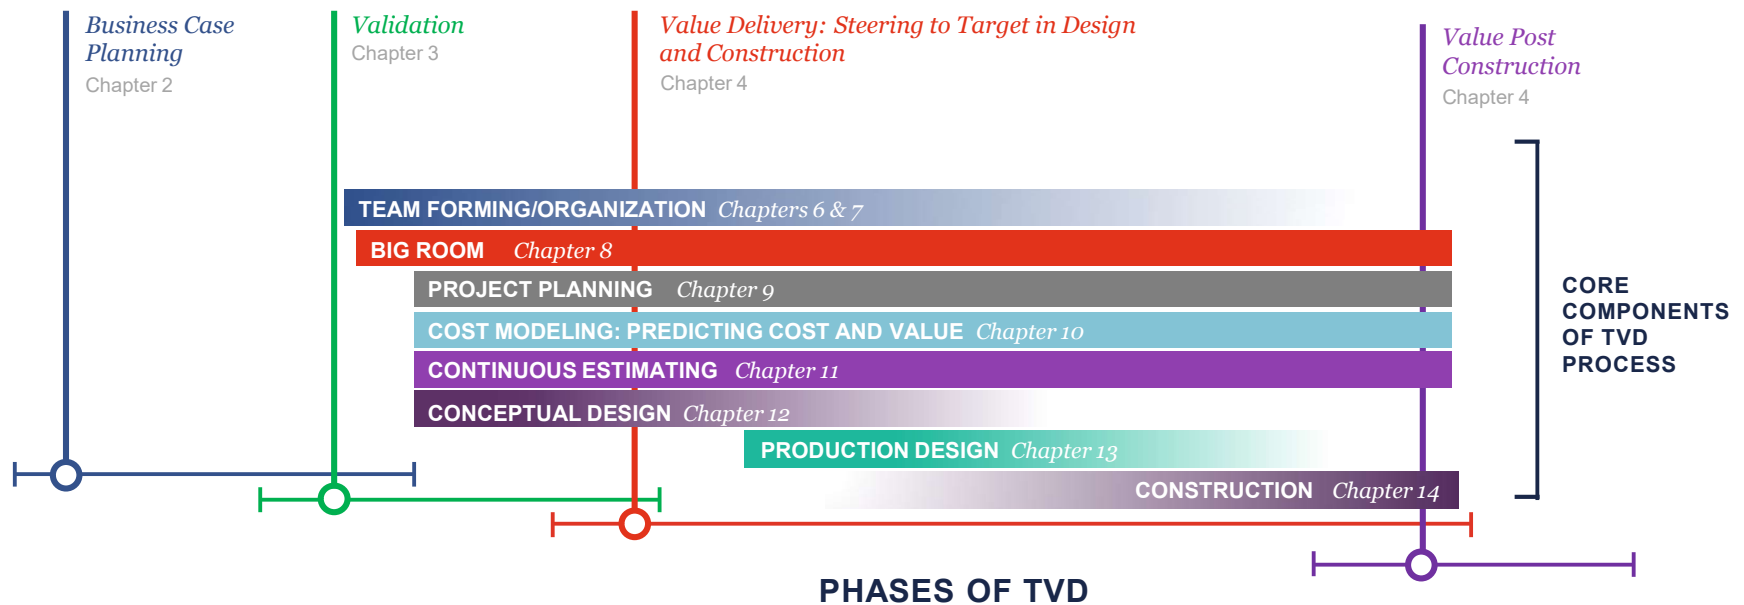 Business Case
Planning
Chapter 2
Validation
Chapter 3
Value Delivery: Steering to Target in Design
and Construction
Chapter 4
Value Post
Construction
Chapter 4
TEAM FORMING/ORGANIZATION Chapters 6 & 7
BIG ROOM Chapter 8
PROJECT PLANNING Chapter 9
COST MODELING: PREDICTING COST AND VALUE Chapter 10
CONTINUOUS ESTIMATING Chapter 11
CONCEPTUAL DESIGN Chapter 12
PRODUCTION DESIGN Chapter 13
CONSTRUCTION Chapter 14
CORE
COMPONENTS
OF TVD
PROCESS
PHASES OF TVD